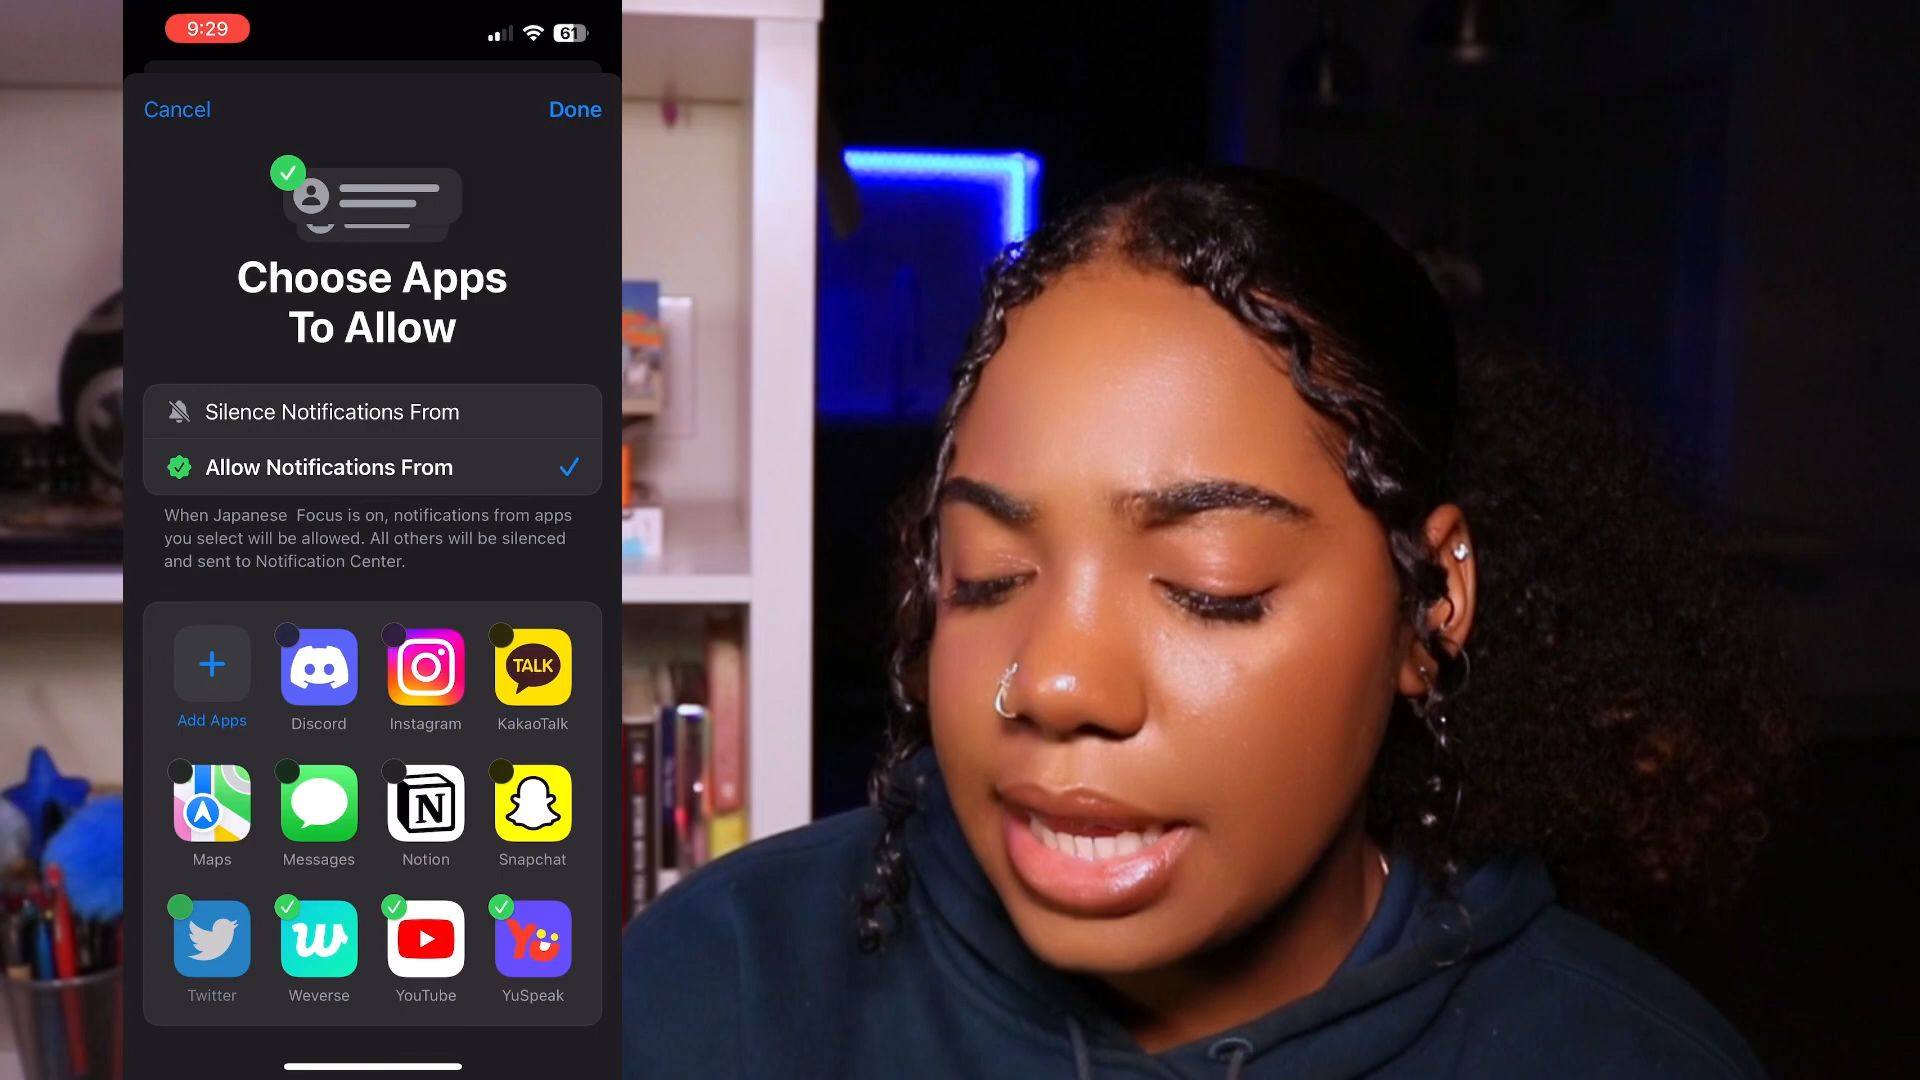 9:29
61
Cancel
Done
Choose Apps
To Allow
Silence Notifications From
Allow Notifications From
When Japanese Focus is on, notifications from apps
you select will be allowed. All others will be silenced
and sent to Notification Center.
TALK
Add Apps
Discord
Instagram
KakaoTalk
N
Maps
Messages
Notion
Snapchat
w
Yu
Twitter
Weverse
YouTube
YuSpeak